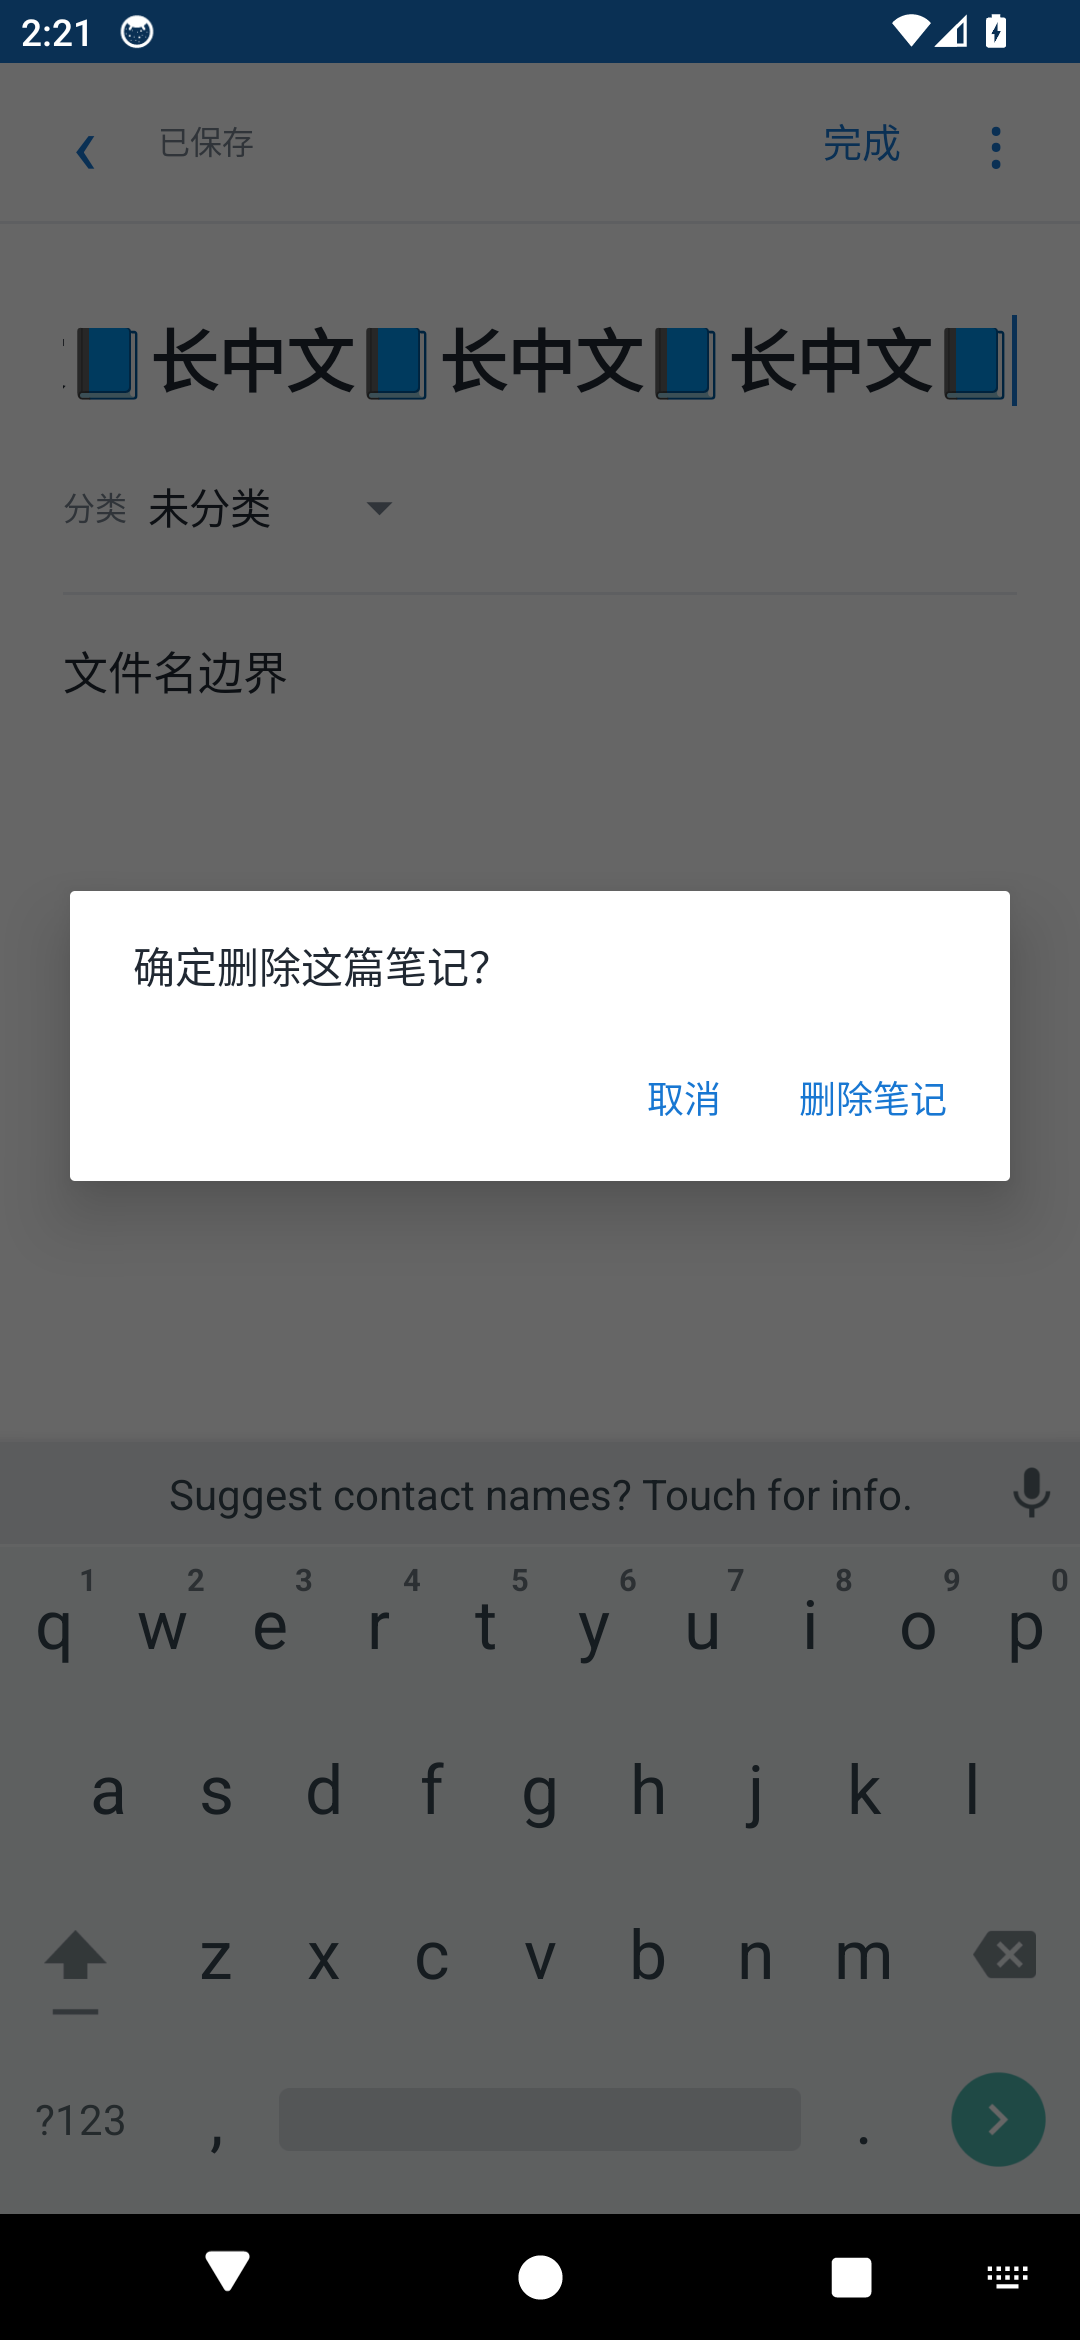 2:21
已保存
完成
📘长中文📘长中文📘长中文📘
分类 未分类
文件名边界
确定删除这篇笔记?
取消
删除笔记
Suggest contact names? Touch for info.
1 2 3 4 5 6 7 8 9 0
q w e r t y u i o p
a s d f g h j k l
z x c v b n m
?123 , .